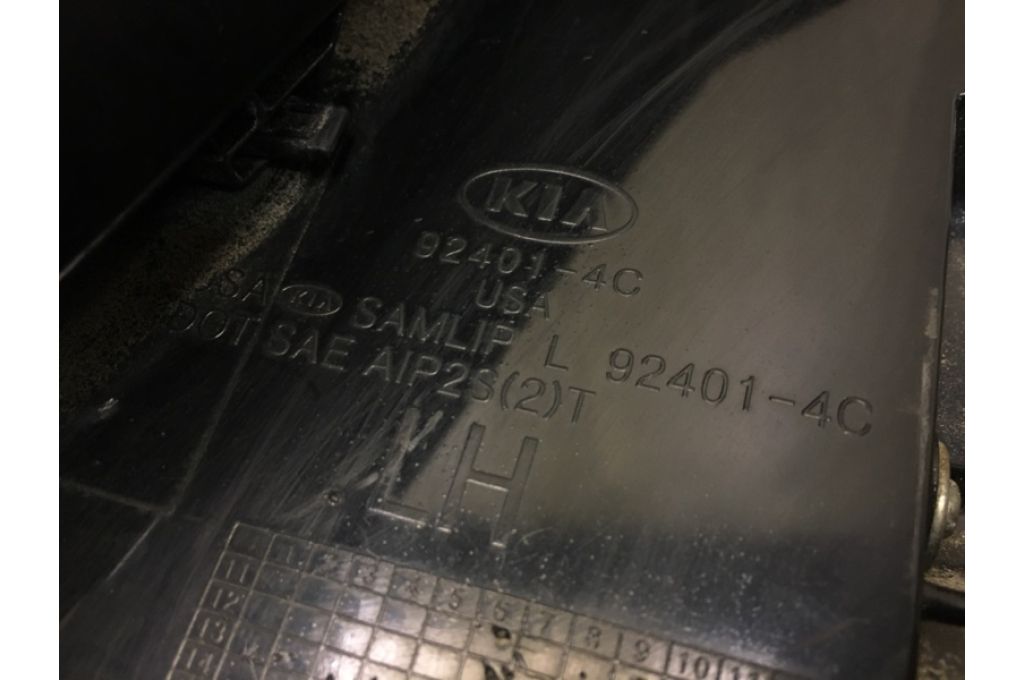 KIA
92401-4C
USA
USA KIA SAMLIP L 92401-4C
DOT SAE AIP2S(2)T
LH
1 2 3 4 5 6 7 8 9 10 11
11
12
13
14